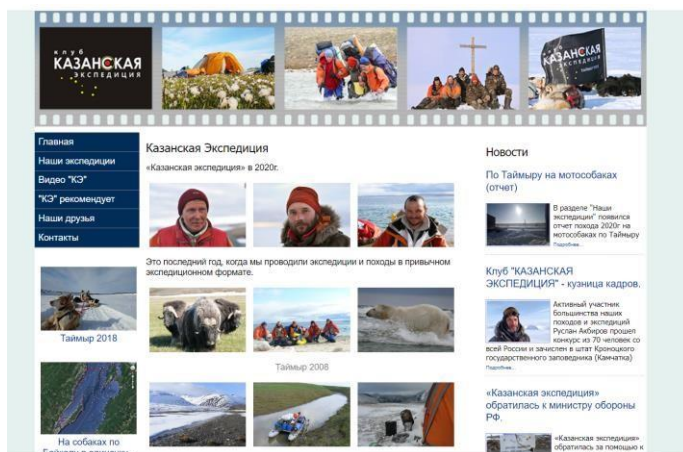 клуб
КАЗАНСКАЯ
ЭКСПЕДИЦИЯ
КАЗАНСКАЯ
ЭКСПЕДИЦИЯ
Главная
Наши экспедиции
Видео "КЭ"
"КЭ" рекомендует
Наши друзья
Контакты
Таймыр 2018
На собаках по
Казанская Экспедиция
«Казанская экспедиция» в 2020г.
Это последний год, когда мы проводили экспедиции и походы в привычном
экспедиционном формате.
Таймыр 2008
Новости
По Таймыру на мотособаках
(отчет)
В разделе "Наши
экспедиции" появился
отчет похода 2020г на
мотособаках по Таймыру
Подробнее...
Клуб "КАЗАНСКАЯ
ЭКСПЕДИЦИЯ" - кузница кадров.
Активный участник
большинства наших
походов и экспедиций
Руслан Акбиров прошел
конкурс из 70 человек со
всей России и зачислен в штат Кроноцкого
государственного заповедника (Камчатка)
Подробнее...
«Казанская экспедиция»
обратилась к министру обороны
РФ.
«Казанская экспедиция»
обратилась за помощью к